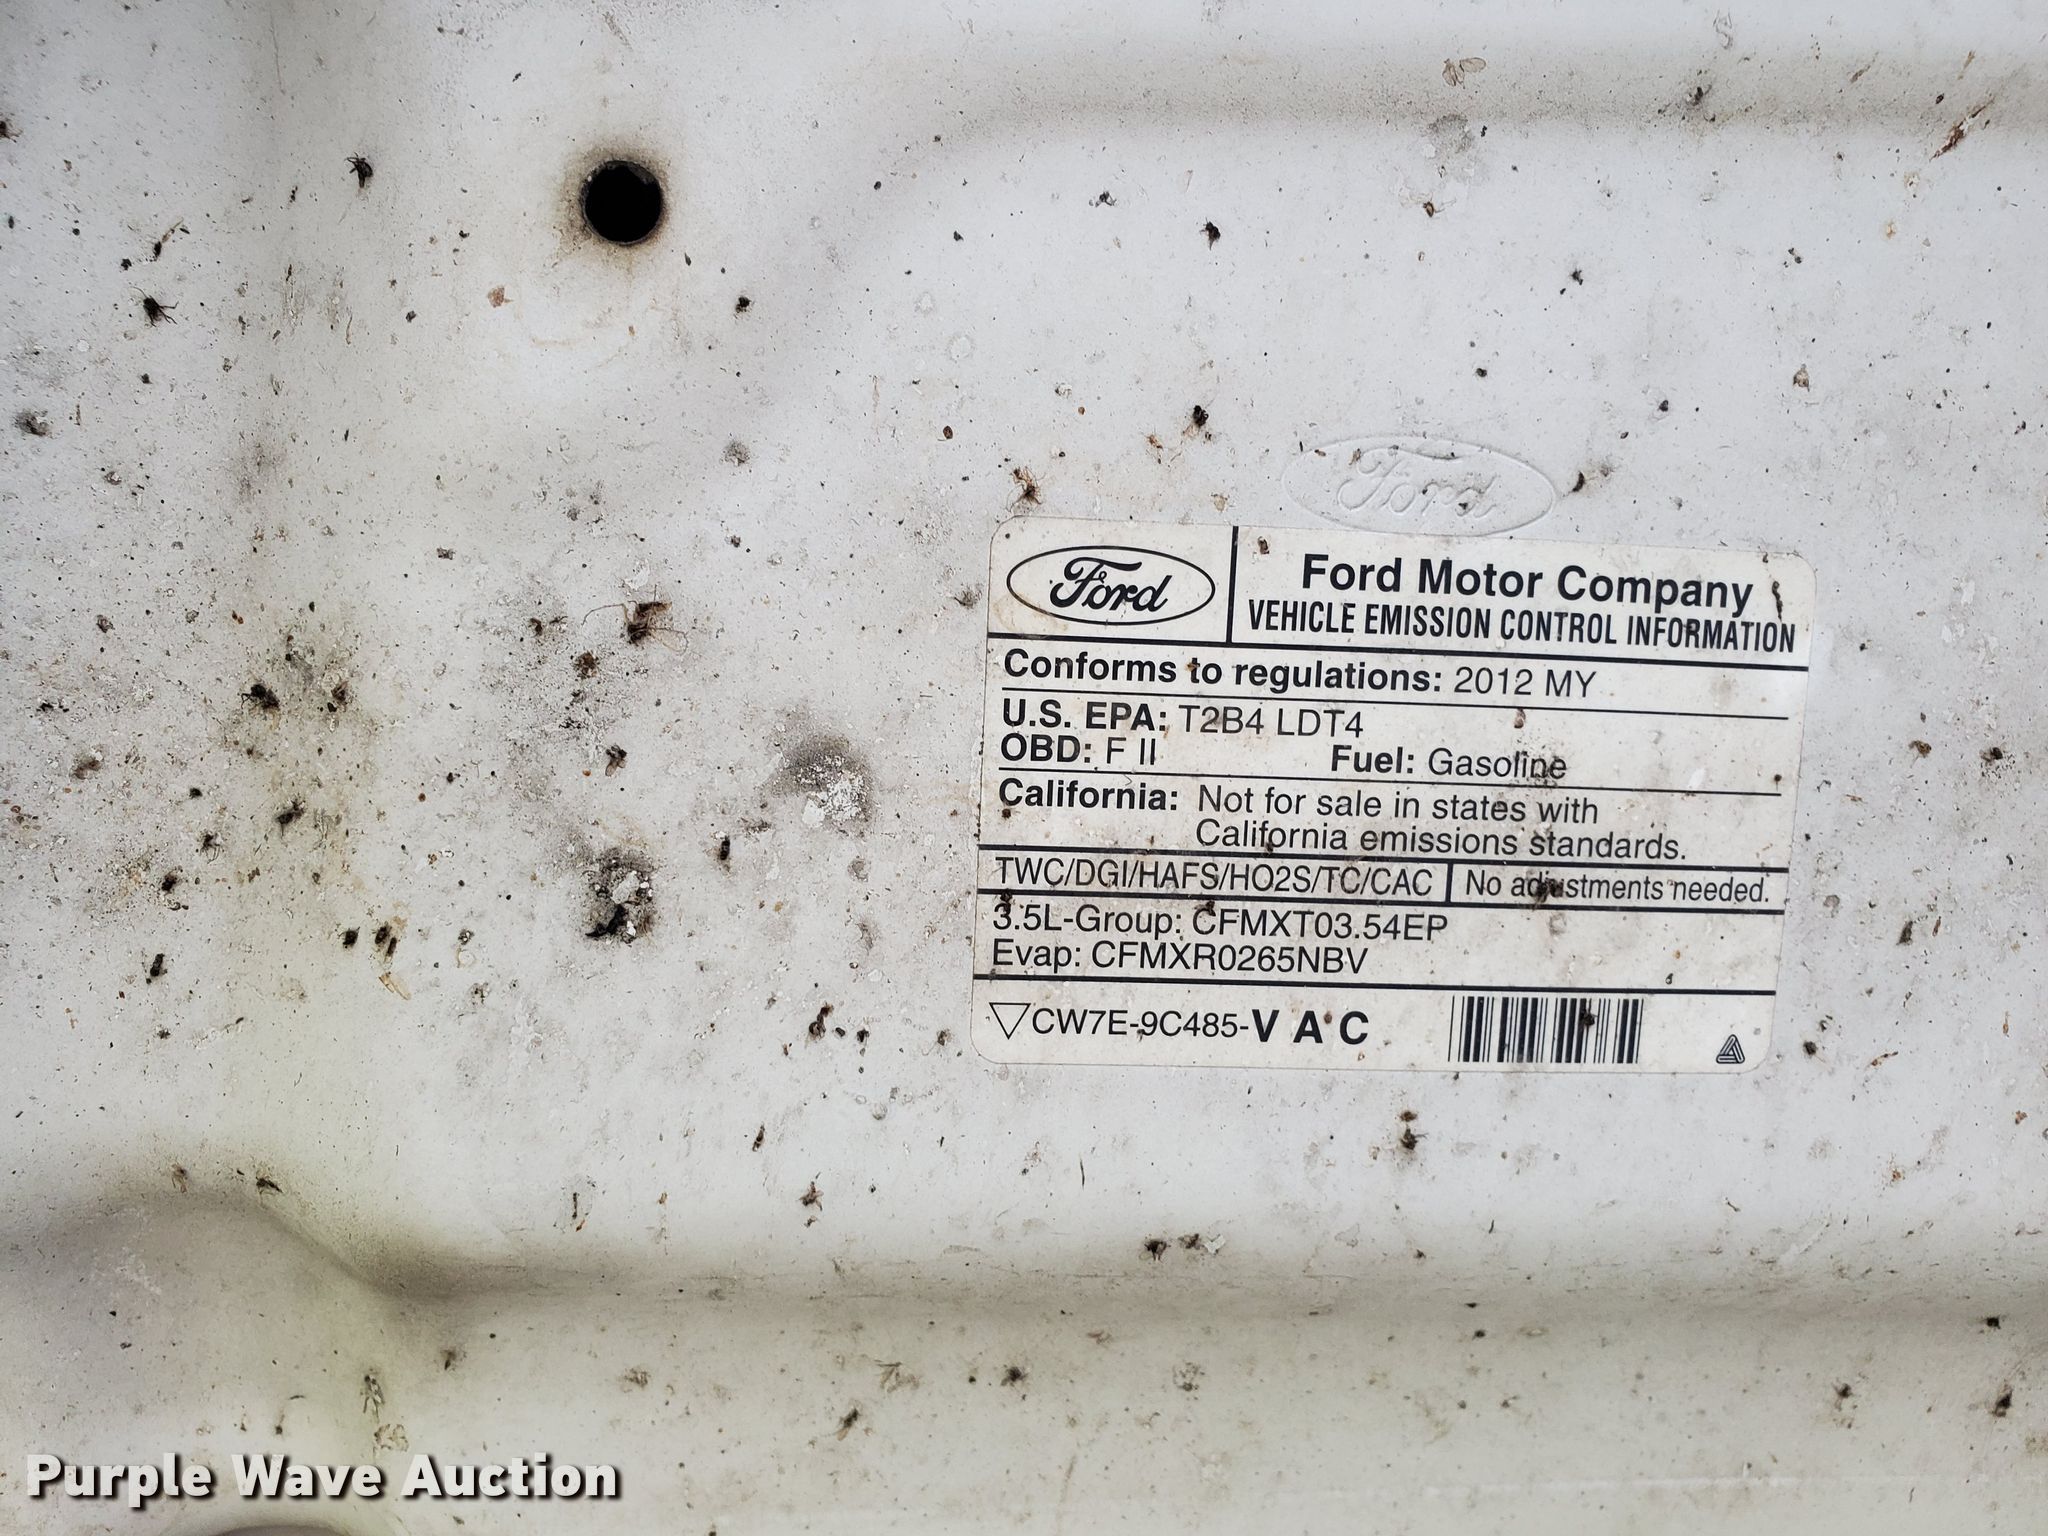 Ford
Ford
Ford Motor Company
VEHICLE EMISSION CONTROL INFORMATION
Conforms to regulations: 2012 MY
U.S. EPA: T2B4 LDT4
OBD: F II Fuel: Gasoline
California: Not for sale in states with
California emissions standards.
TWC/DGI/HAFS/HO2S/TC/CAC No adjustments needed.
3.5L-Group: CFMXT03.54EP
Evap: CFMXR0265NBV
CW7E-9C485-V A C
Purple Wave Auction